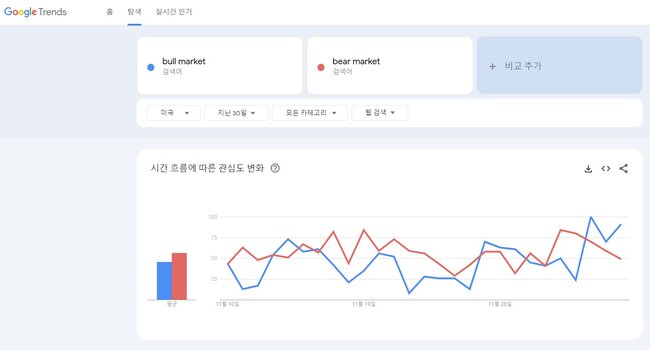 Google Trends 홈 탐색 실시간 인기
bull market
검색어
bear market
검색어
+ 비교 추가
미국 지난 30일 모든 카테고리 웹 검색
시간 흐름에 따른 관심도 변화
100
75
50
25
평균 11월 10일 11월 19일 11월 28일